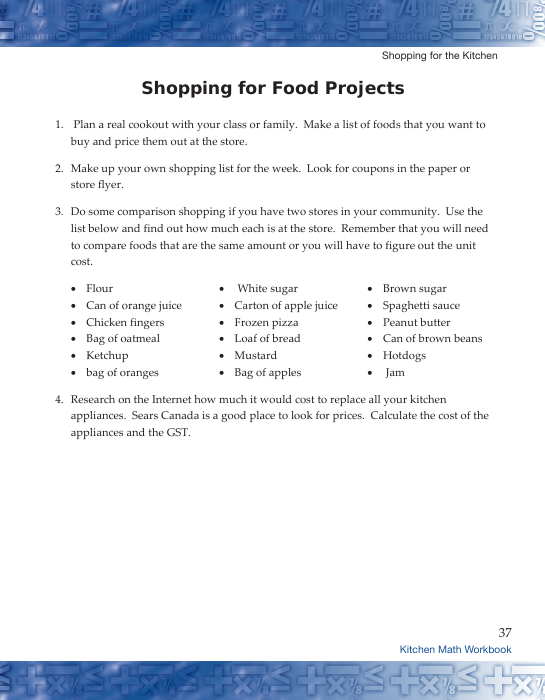 Shopping for the Kitchen
Shopping for Food Projects
1. Plan a real cookout with your class or family. Make a list of foods that you want to
buy and price them out at the store.
2. Make up your own shopping list for the week. Look for coupons in the paper or
store flyer.
3. Do some comparison shopping if you have two stores in your community. Use the
list below and find out how much each is at the store. Remember that you will need
to compare foods that are the same amount or you will have to figure out the unit
cost.
• Flour
• Can of orange juice
• Chicken fingers
• Bag of oatmeal
• Ketchup
• bag of oranges
• White sugar
• Carton of apple juice
• Frozen pizza
• Loaf of bread
• Mustard
• Bag of apples
• Brown sugar
• Spaghetti sauce
• Peanut butter
• Can of brown beans
• Hotdogs
• Jam
4. Research on the Internet how much it would cost to replace all your kitchen
appliances. Sears Canada is a good place to look for prices. Calculate the cost of the
appliances and the GST.
37
Kitchen Math Workbook